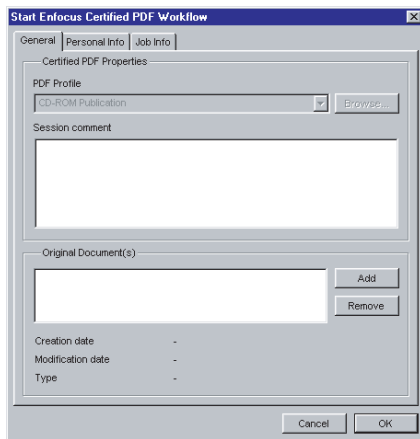 Start Enfocus Certified PDF Workflow
General Personal Info Job Info
Certified PDF Properties
PDF Profile
CD-ROM Publication Browse...
Session comment
Original Document(s)
Add
Remove
Creation date -
Modification date -
Type -
Cancel OK